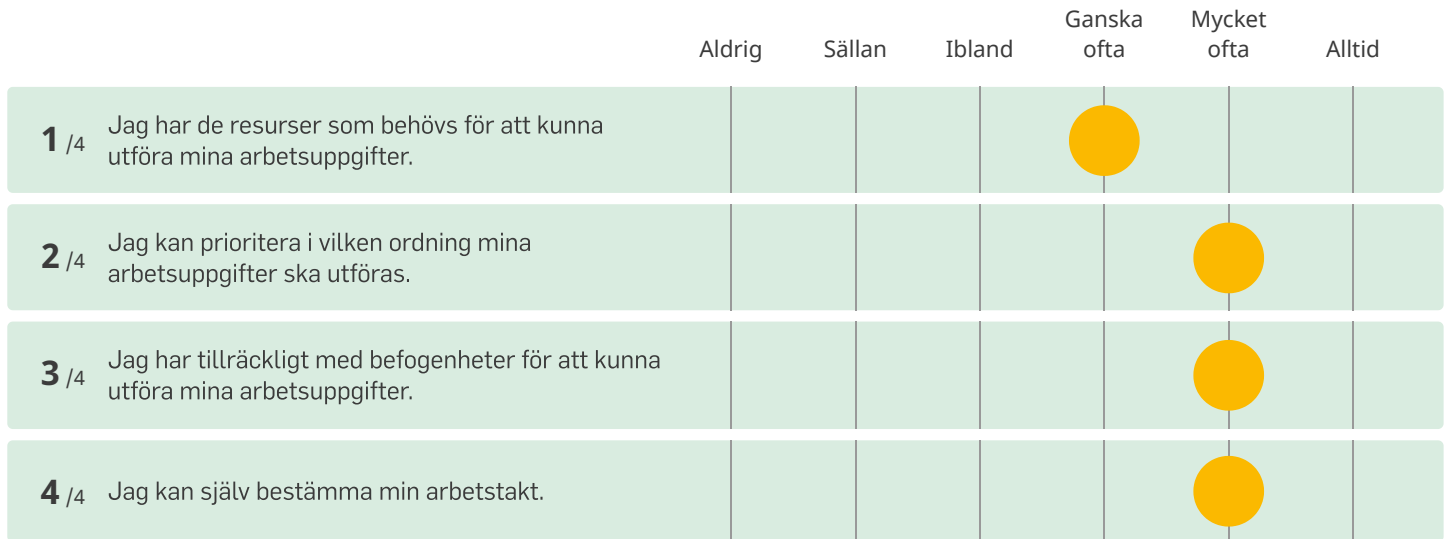 Aldrig Sällan Ibland Ganska ofta Mycket ofta Alltid
1 /4 Jag har de resurser som behövs för att kunna
utföra mina arbetsuppgifter.
2 /4 Jag kan prioritera i vilken ordning mina
arbetsuppgifter ska utföras.
3 /4 Jag har tillräckligt med befogenheter för att kunna
utföra mina arbetsuppgifter.
4 /4 Jag kan själv bestämma min arbetstakt.